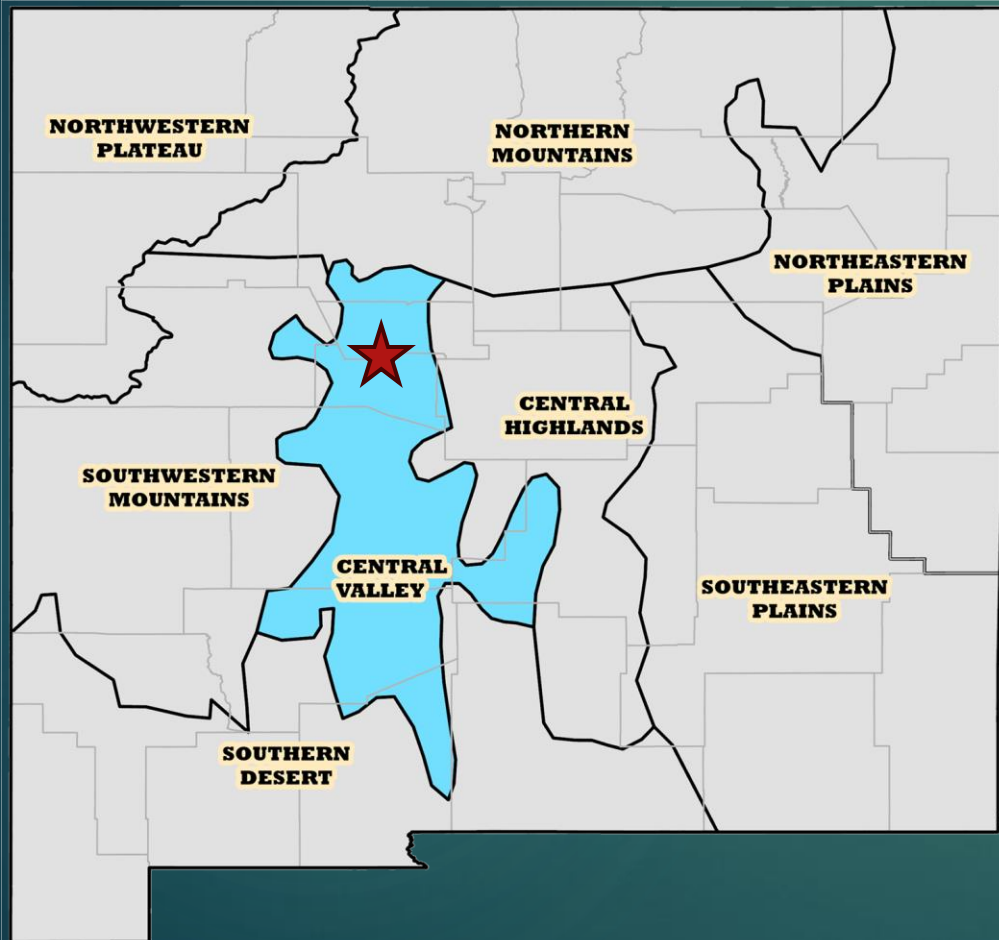 NORTHWESTERN
PLATEAU
NORTHERN
MOUNTAINS
NORTHEASTERN
PLAINS
CENTRAL
HIGHLANDS
SOUTHWESTERN
MOUNTAINS
CENTRAL
VALLEY
SOUTHEASTERN
PLAINS
SOUTHERN
DESERT